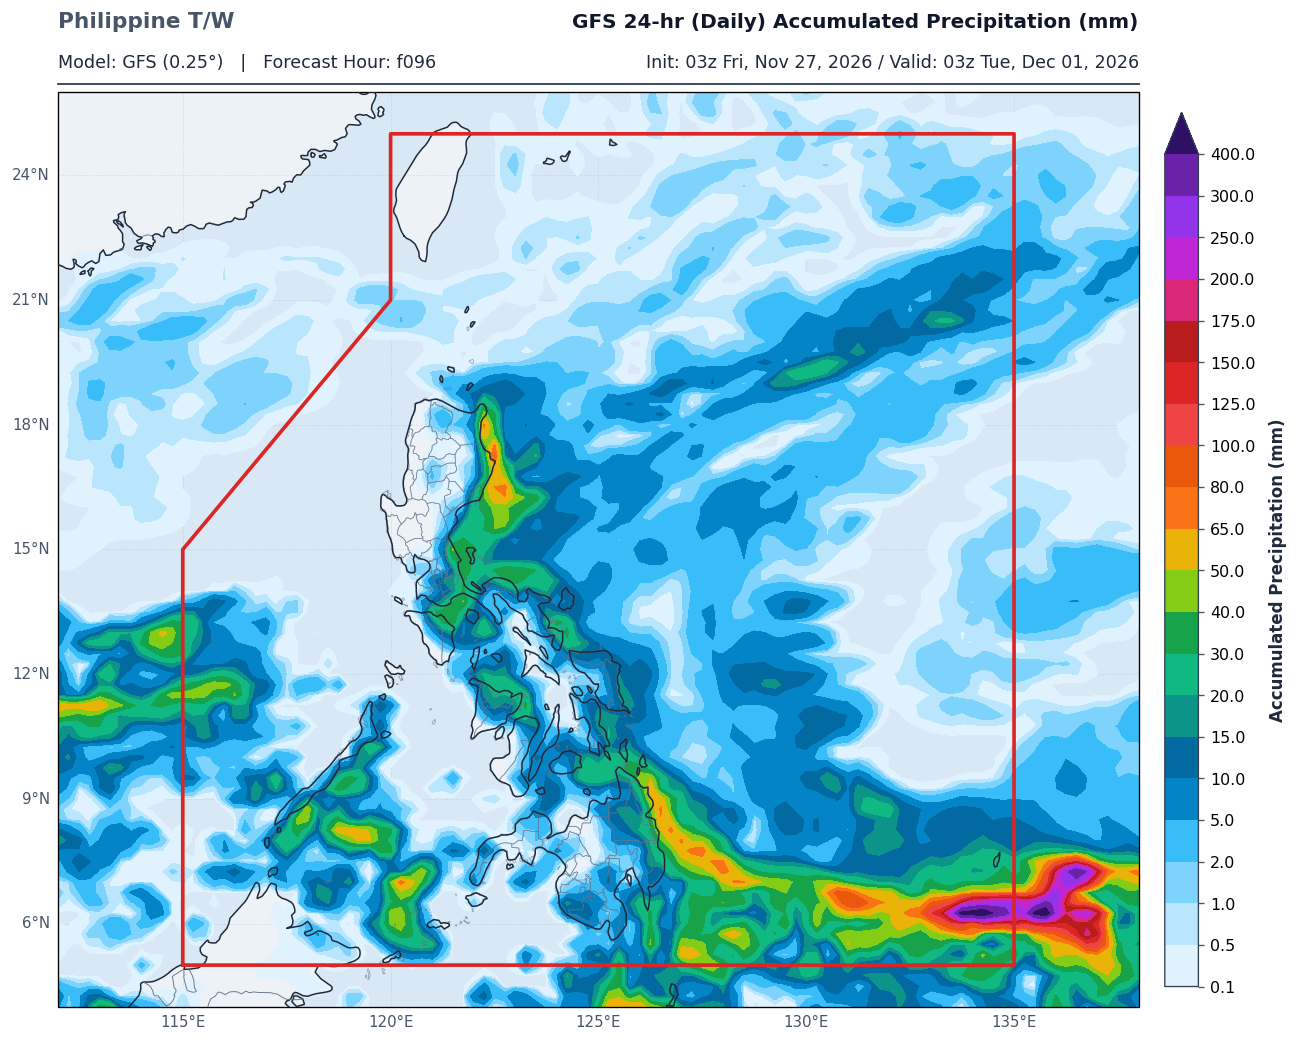 Philippine T/W
GFS 24-hr (Daily) Accumulated Precipitation (mm)
Model: GFS (0.25°)   |   Forecast Hour: f096
Init: 03z Fri, Nov 27, 2026 / Valid: 03z Tue, Dec 01, 2026
24°N
21°N
18°N
15°N
12°N
9°N
6°N
115°E
120°E
125°E
130°E
135°E
400.0
300.0
250.0
200.0
175.0
150.0
125.0
100.0
80.0
65.0
50.0
40.0
30.0
20.0
15.0
10.0
5.0
2.0
1.0
0.5
0.1
Accumulated Precipitation (mm)